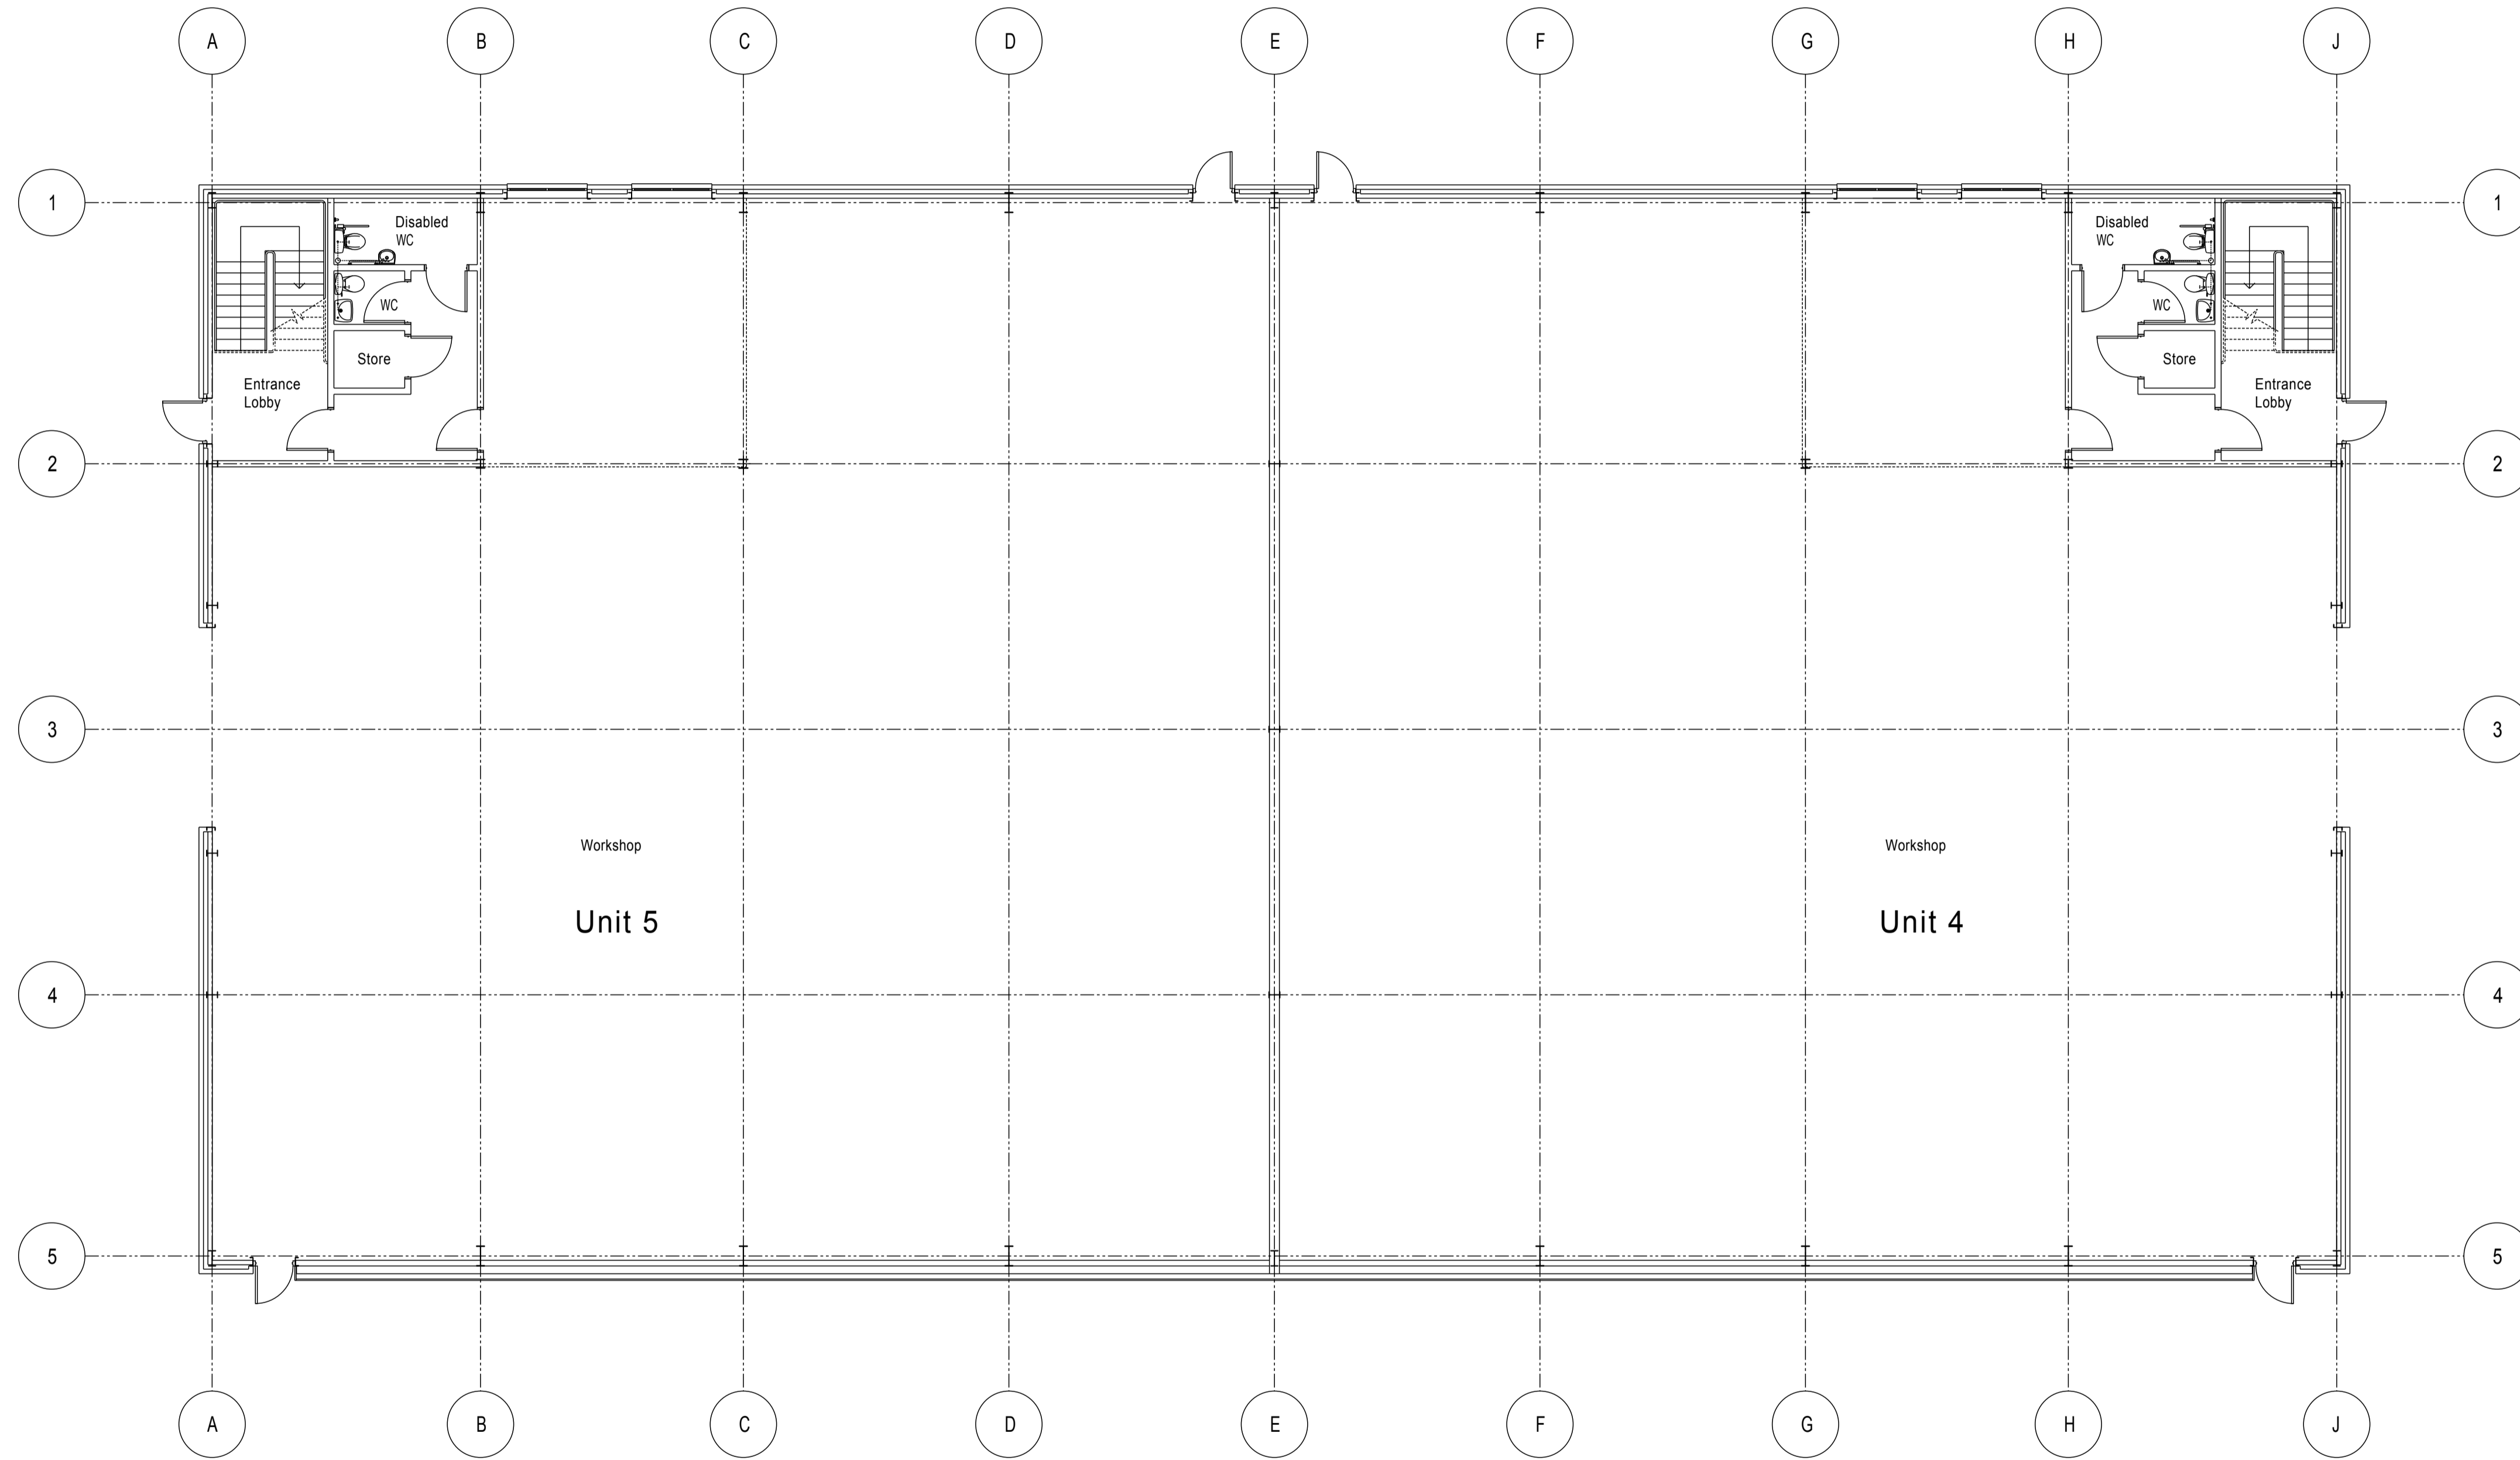 A
B
C
D
E
F
G
H
J
1
1
Disabled
WC
Disabled
WC
WC
WC
Store
Store
Entrance
Lobby
Entrance
Lobby
2
2
3
3
Workshop
Workshop
Unit 5
Unit 4
4
4
5
5
A
B
C
D
E
F
G
H
J